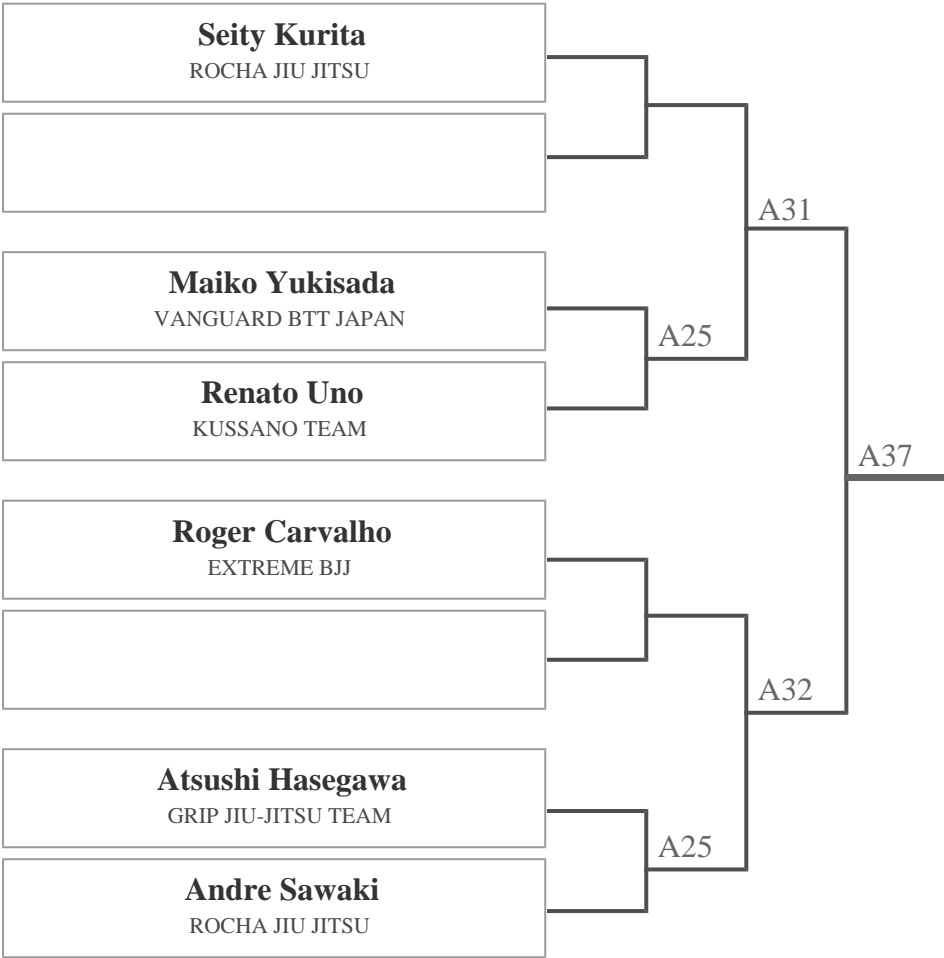 Seity Kurita
ROCHA JIU JITSU
A31
Maiko Yukisada
VANGUARD BTT JAPAN
A25
Renato Uno
KUSSANO TEAM
A37
Roger Carvalho
EXTREME BJJ
A32
Atsushi Hasegawa
GRIP JIU-JITSU TEAM
A25
Andre Sawaki
ROCHA JIU JITSU